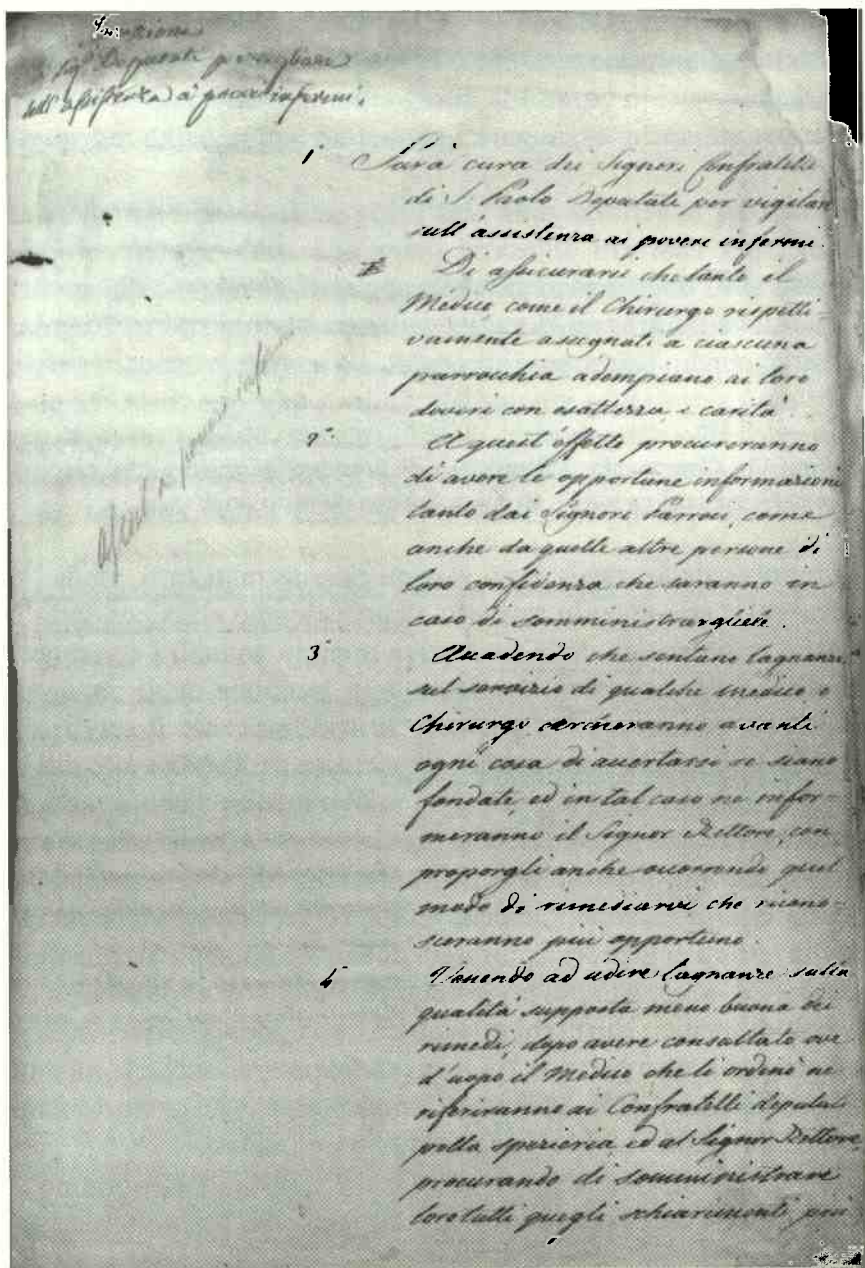 Istruzione
a' Sig.ri Deputati p vegliare
sull'assistenza a' poveri infermi.
1 Sarà cura dei Signori Confratelli
di S. Paolo Deputati per vigilare
sull'assistenza ai poveri infermi.
Di assicurarsi che tanto il
Medico come il Chirurgo rispetti-
vamente assegnati a ciascuna
parrocchia adempiano ai loro
doveri con esattezza, e carità.
2° A quest'effetto procureranno
di avere le opportune informazioni
tanto dai Signori Parroci, come
anche da quelle altre persone di
loro confidenza che saranno in
caso di somministrargliele.
3° Accadendo che sentano lagnanze
sul servizio di qualche medico o
Chirurgo cercheranno avanti
ogni cosa di accertarsi se siano
fondate, ed in tal caso ne infor-
meranno il Signor Rettore, con
proporgli anche occorrendo quel
modo di rimediarvi che ricono-
sceranno più opportuno.
4 Venendo ad udire lagnanze sulla
qualità supposta meno buona dei
rimedi, dopo avere consultato ove
d'uopo il Medico che li ordinò ne
riferiranno ai Confratelli deputati
pella spezieria, ed al Signor Rettore,
procurando di somministrare
loro tutti quegli schiarimenti più
a poveri infermi